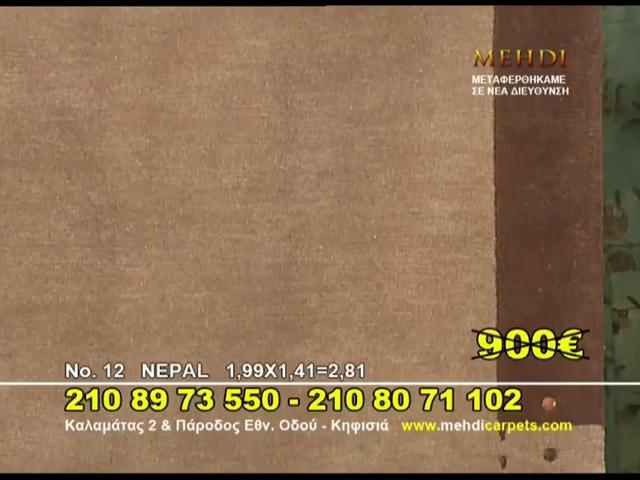 MEHDI
ΜΕΤΑΦΕΡΘΗΚΑΜΕ
ΣΕ ΝΕΑ ΔΙΕΥΘΥΝΣΗ
900€
No. 12 NEPAL 1,99X1,41=2,81
210 89 73 550 - 210 80 71 102
Καλαμάτας 2 & Πάροδος Εθν. Οδού - Κηφισιά www.mehdicarpets.com